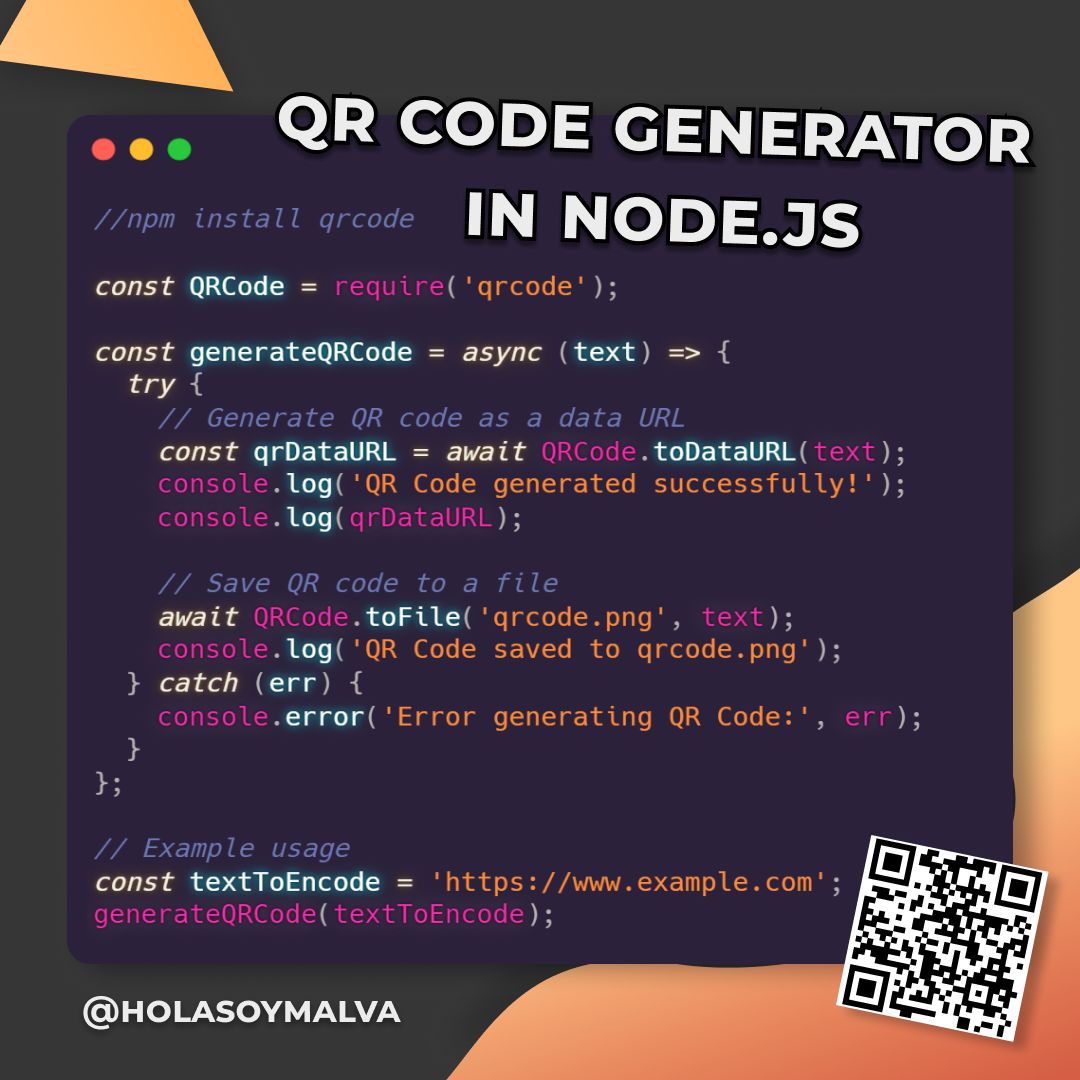 QR CODE GENERATOR
IN NODE.JS
//npm install qrcode
const QRCode = require('qrcode');
const generateQRCode = async (text) => {
try {
// Generate QR code as a data URL
const qrDataURL = await QRCode.toDataURL(text);
console.log('QR Code generated successfully!');
console.log(qrDataURL);
// Save QR code to a file
await QRCode.toFile('qrcode.png', text);
console.log('QR Code saved to qrcode.png');
} catch (err) {
console.error('Error generating QR Code:', err);
}
};
// Example usage
const textToEncode = 'https://www.example.com';
generateQRCode(textToEncode);
@HOLASOYMALVA